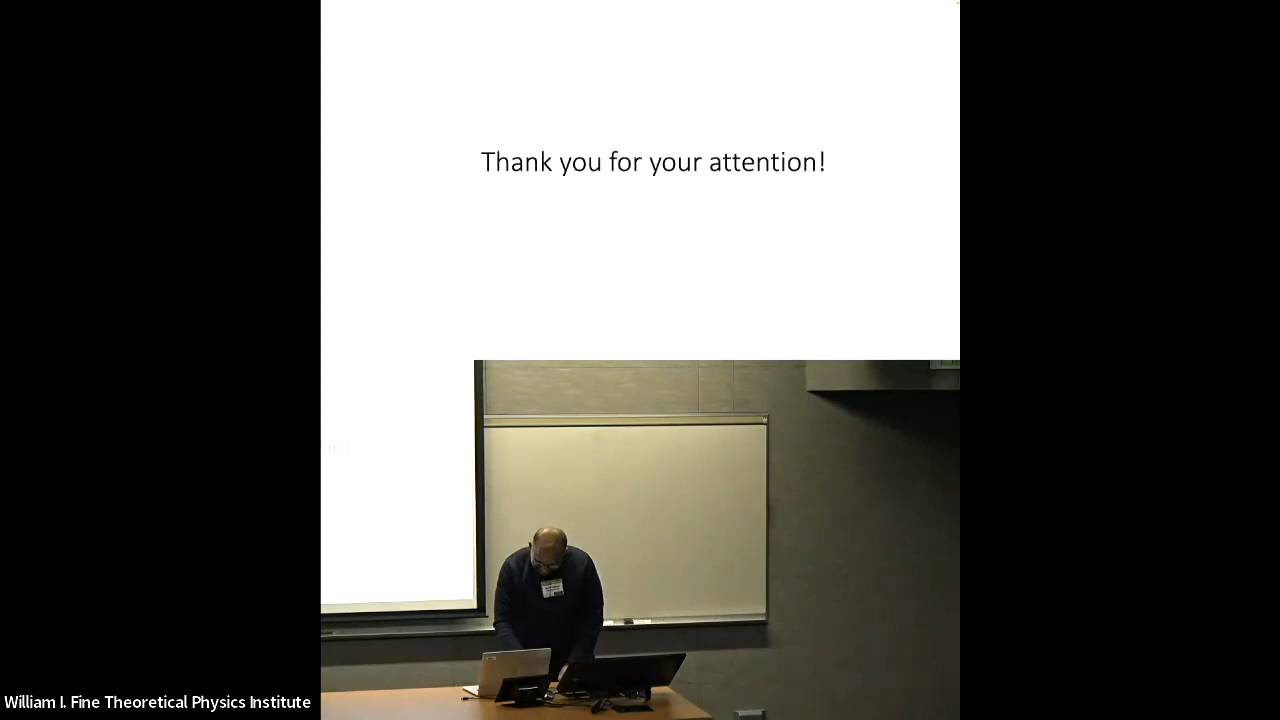 Thank you for your attention!
William I. Fine Theoretical Physics Institute